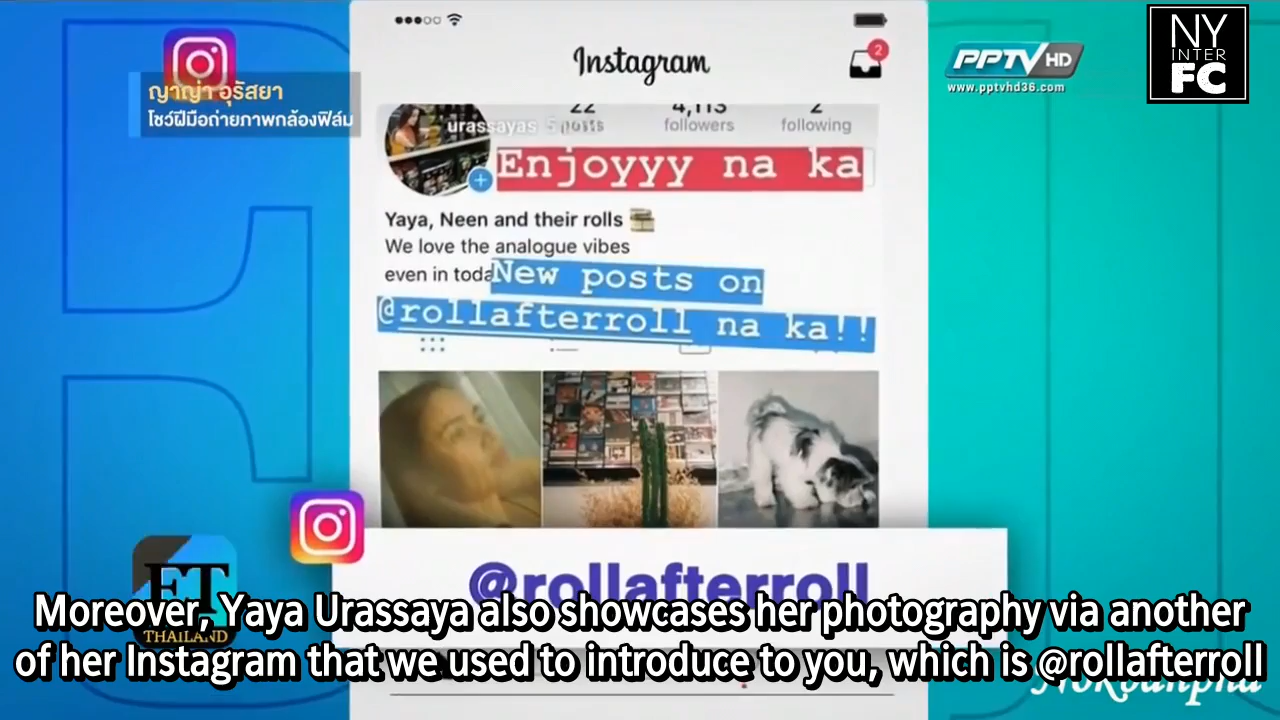 Instagram
2
ญาญ่า อุรัสยา
โชว์ฝีมือถ่ายภาพกล้องฟิล์ม
PPTV HD
www.pptvhd36.com
NY
INTER
FC
22 4,113 2
urassayas
posts followers following
Enjoyyy na ka
Yaya, Neen and their rolls
We love the analogue vibes
even in toda
New posts on
@rollafterroll na ka!!
@rollafterroll
ET
THAILAND
Moreover, Yaya Urassaya also showcases her photography via another
of her Instagram that we used to introduce to you, which is @rollafterroll